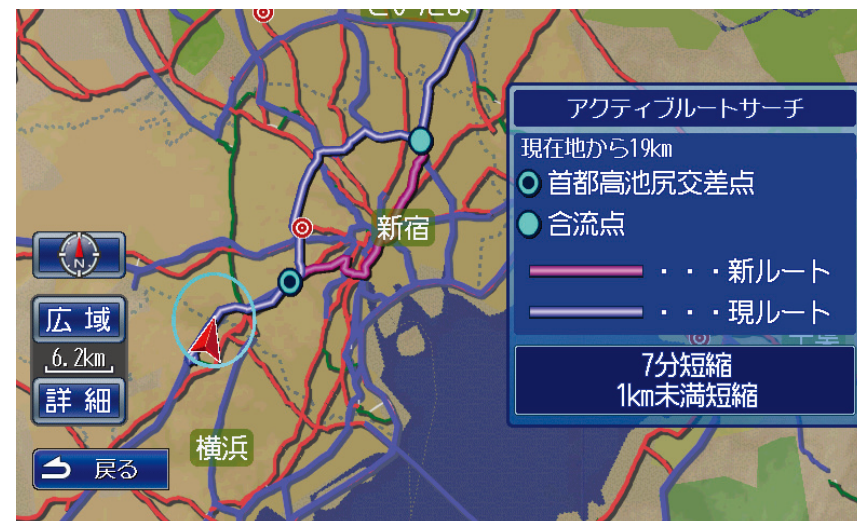 アクティブルートサーチ
現在地から19km
首都高池尻交差点
合流点
・・・新ルート
・・・現ルート
7分短縮
1km未満短縮
新宿
N
広域
6.2km
詳細
横浜
戻る